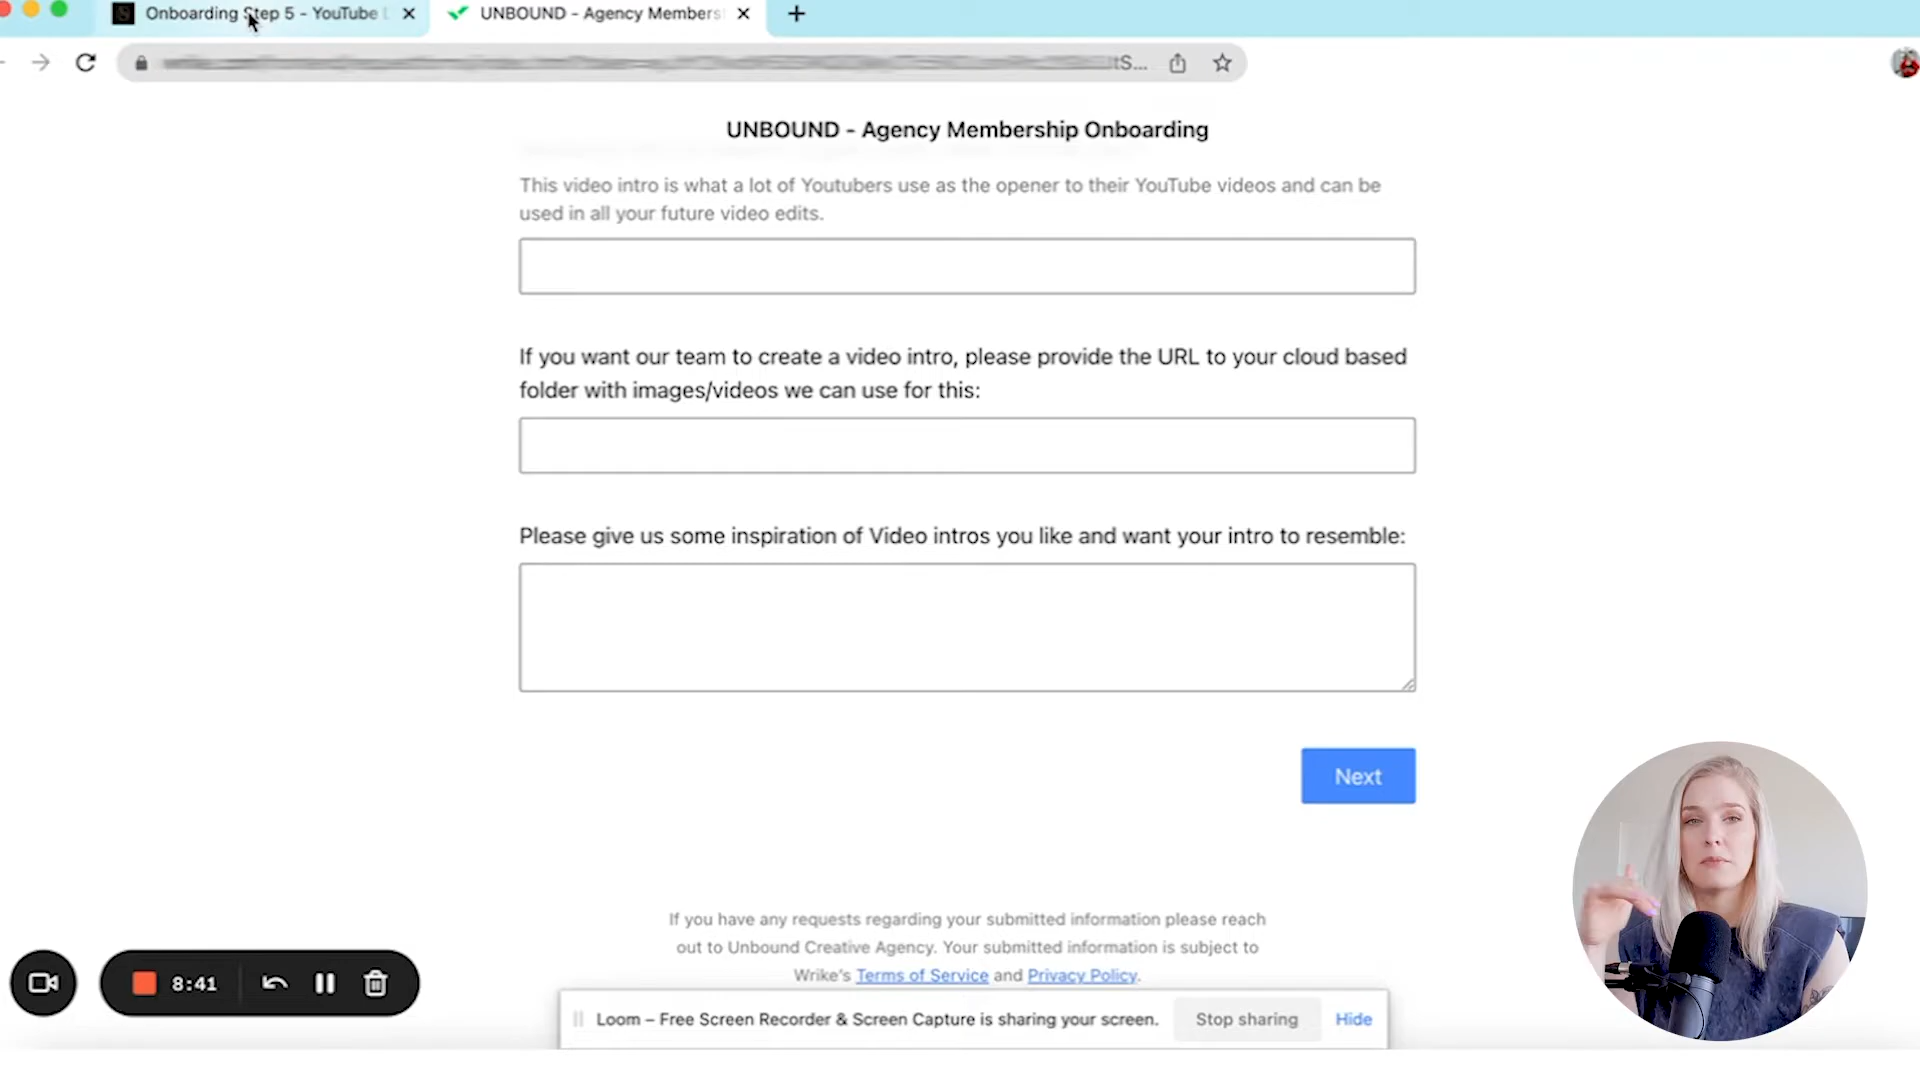 Onboarding Step 5 - YouTube
UNBOUND - Agency Members
tS...
UNBOUND - Agency Membership Onboarding
This video intro is what a lot of Youtubers use as the opener to their YouTube videos and can be
used in all your future video edits.
If you want our team to create a video intro, please provide the URL to your cloud based
folder with images/videos we can use for this:
Please give us some inspiration of Video intros you like and want your intro to resemble:
Next
If you have any requests regarding your submitted information please reach
out to Unbound Creative Agency. Your submitted information is subject to
Wrike's Terms of Service and Privacy Policy.
8:41
Loom – Free Screen Recorder & Screen Capture is sharing your screen.
Stop sharing
Hide